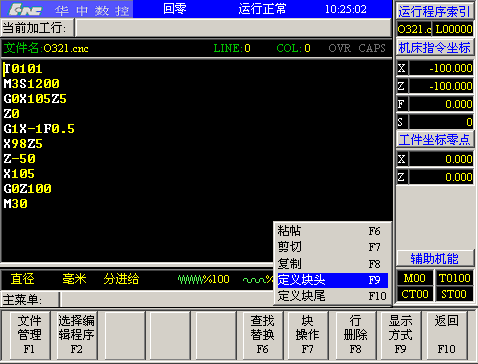 华中数控 回零 运行正常 10:25:02 运行程序索引
当前加工行: O321.c L00000
文件名:O321.cnc LINE:0 COL:0 OVR CAPS 机床指令坐标
X -100.000
Z -100.000
F 0.000
S 0
工件坐标零点
X 0.000
Z 0.000
T0101
M3S1200
G0X105Z5
Z0
G1X-1F0.5
X98Z5
Z-50
X105
G0Z100
M30
粘帖 F6
剪切 F7
复制 F8
定义块头 F9
定义块尾 F10
辅助机能
M00 T0100
CT00 ST00
直径 毫米 分进给 %100 %
主菜单:
文件管理 F1
选择编辑程序 F2
查找替换 F6
块操作 F7
行删除 F8
显示方式 F9
返回 F10